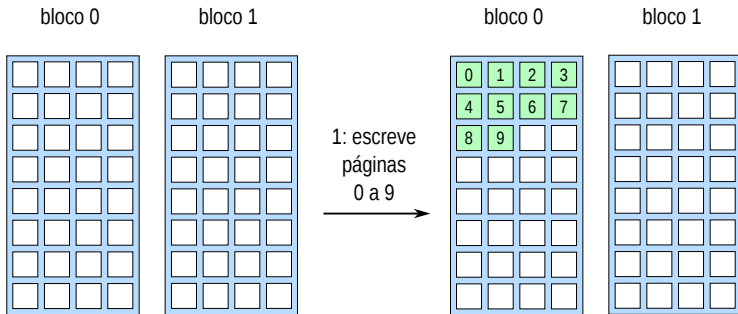 bloco 0
bloco 1
1: escreve
páginas
0 a 9
bloco 0
bloco 1
0 1 2 3
4 5 6 7
8 9